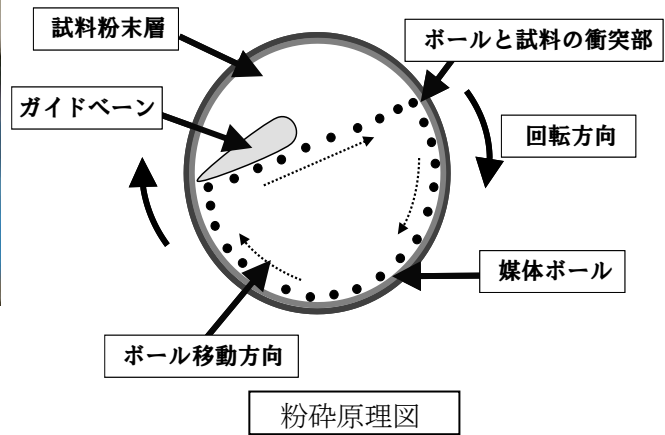 試料粉末層
ボールと試料の衝突部
ガイドベーン
回転方向
媒体ボール
ボール移動方向
粉砕原理図